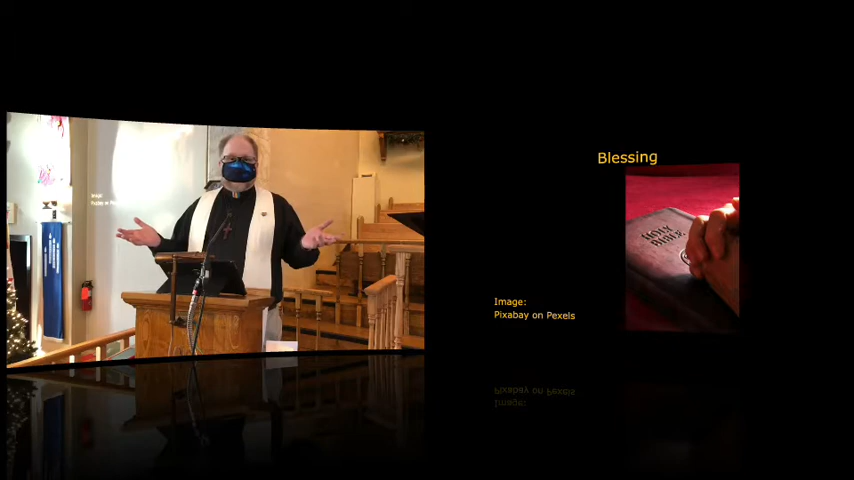 Blessing
HOLY
BIBLE
Image:
Pixabay on Pexels